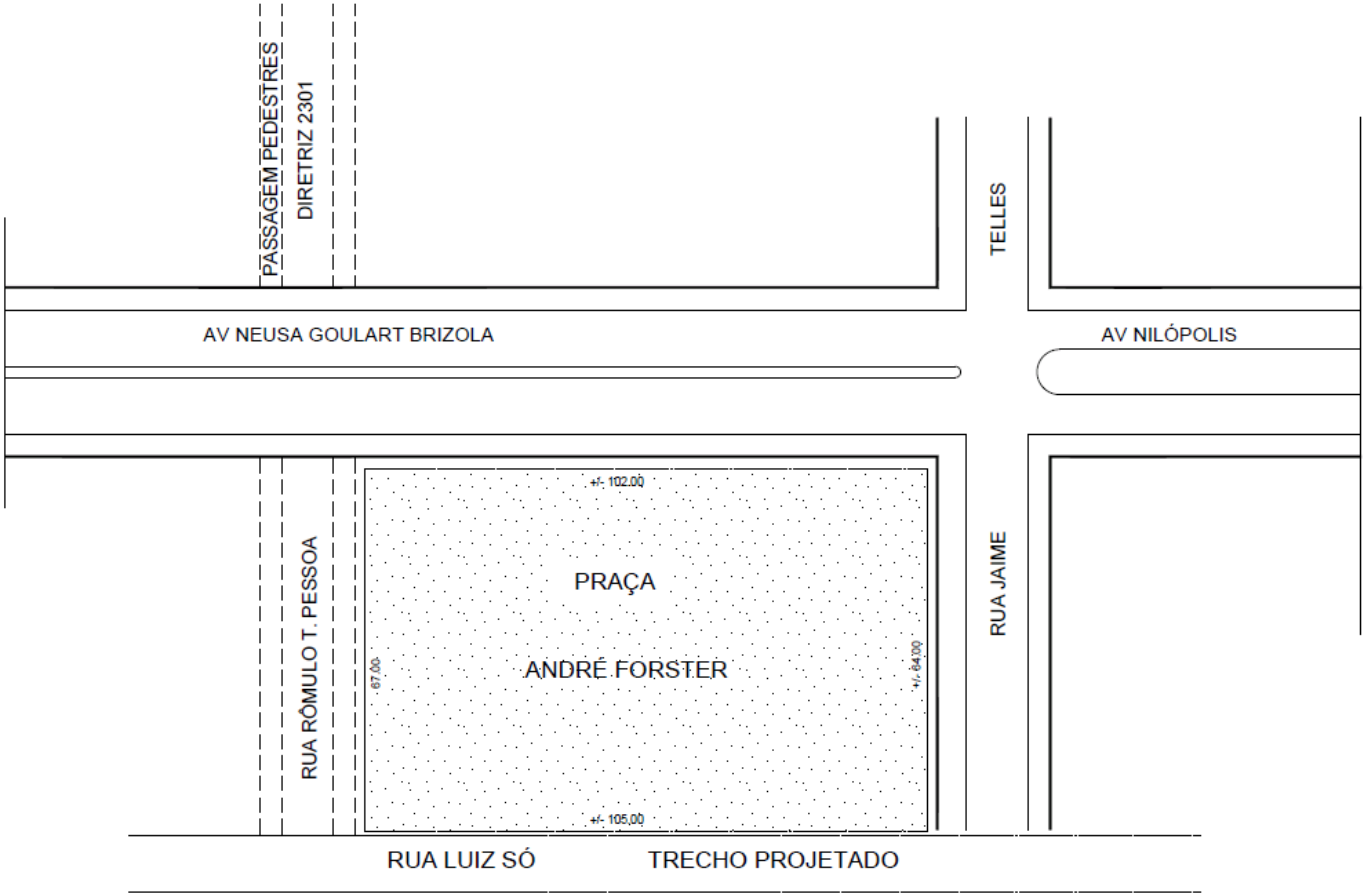 PASSAGEM PEDESTRES
DIRETRIZ 2301
TELLES
AV NEUSA GOULART BRIZOLA
AV NILÓPOLIS
+/- 102.00
PRAÇA
RUA JAIME
RUA RÔMULO T. PESSOA
67.00
ANDRÉ FORSTER
+/- 64.00
+/- 105,00
RUA LUIZ SÓ
TRECHO PROJETADO